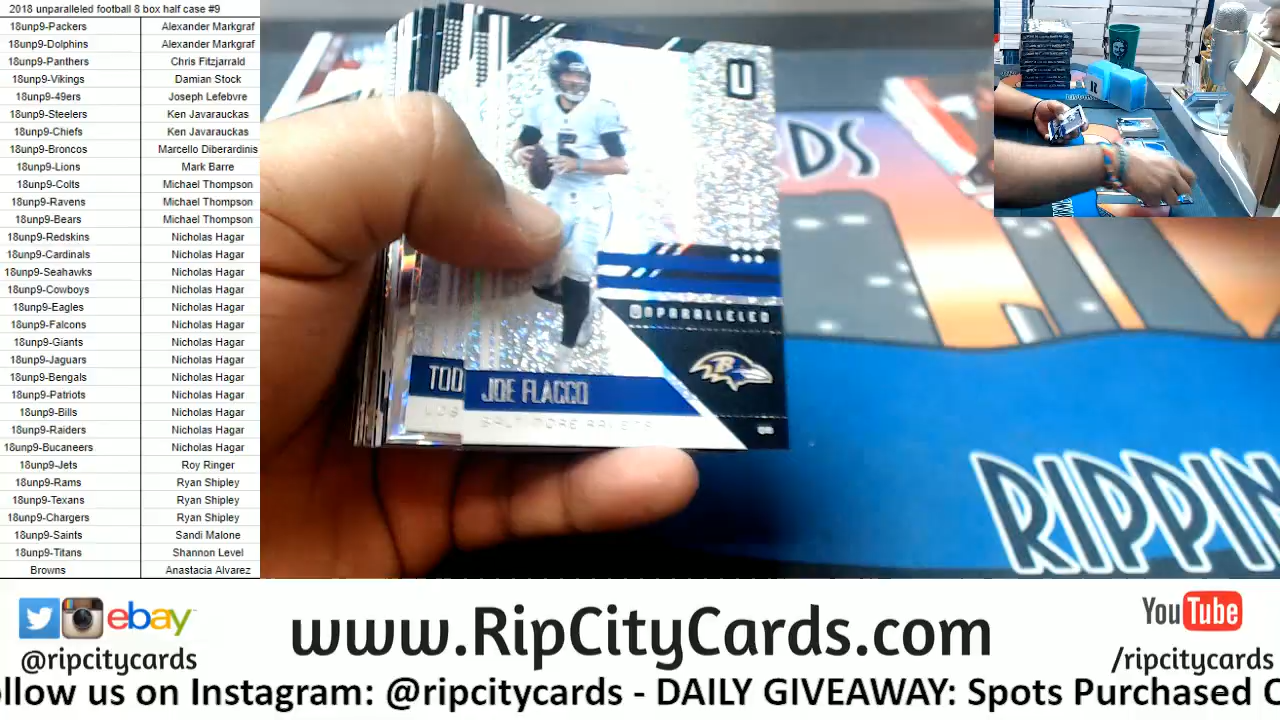 2018 unparalleled football 8 box half case #9
18unp9-Packers Alexander Markgraf
18unp9-Dolphins Alexander Markgraf
18unp9-Panthers Chris Fitzjarrald
18unp9-Vikings Damian Stock
18unp9-49ers Joseph Lefebvre
18unp9-Steelers Ken Javarauckas
18unp9-Chiefs Ken Javarauckas
18unp9-Broncos Marcello Diberardinis
18unp9-Lions Mark Barre
18unp9-Colts Michael Thompson
18unp9-Ravens Michael Thompson
18unp9-Bears Michael Thompson
18unp9-Redskins Nicholas Hagar
18unp9-Cardinals Nicholas Hagar
18unp9-Seahawks Nicholas Hagar
18unp9-Cowboys Nicholas Hagar
18unp9-Eagles Nicholas Hagar
18unp9-Falcons Nicholas Hagar
18unp9-Giants Nicholas Hagar
18unp9-Jaguars Nicholas Hagar
18unp9-Bengals Nicholas Hagar
18unp9-Patriots Nicholas Hagar
18unp9-Bills Nicholas Hagar
18unp9-Raiders Nicholas Hagar
18unp9-Bucaneers Nicholas Hagar
18unp9-Jets Roy Ringer
18unp9-Rams Ryan Shipley
18unp9-Texans Ryan Shipley
18unp9-Chargers Ryan Shipley
18unp9-Saints Sandi Malone
18unp9-Titans Shannon Level
Browns Anastacia Alvarez
U
UNPARALLELED
B
TOD
JOE FLACCO
LOS
BALTIMORE RAVENS
QB
RDS
RIPPIN
ebay
@ripcitycards
www.RipCityCards.com
YouTube
/ripcitycards
ollow us on Instagram: @ripcitycards - DAILY GIVEAWAY: Spots Purchased O